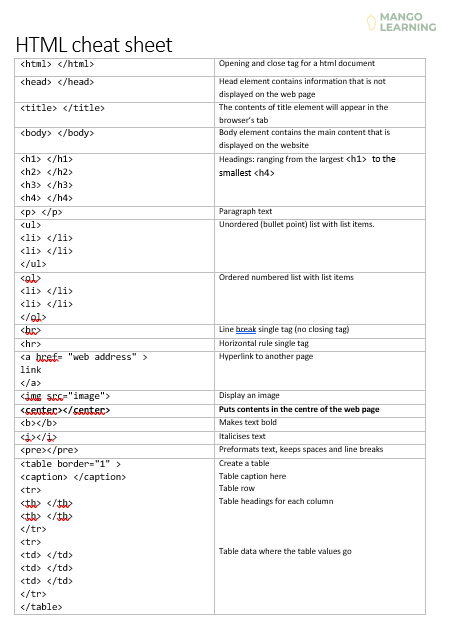 MANGO
LEARNING
HTML cheat sheet
<html> </html> Opening and close tag for a html document
<head> </head> Head element contains information that is not
displayed on the web page
<title> </title> The contents of title element will appear in the
browser's tab
<body> </body> Body element contains the main content that is
displayed on the website
<h1> </h1> Headings: ranging from the largest <h1> to the
<h2> </h2> smallest <h4>
<h3> </h3>
<h4> </h4>
<p> </p> Paragraph text
<ul> Unordered (bullet point) list with list items.
<li> </li>
<li> </li>
</ul>
<ol> Ordered numbered list with list items
<li> </li>
<li> </li>
</ol>
<br> Line break single tag (no closing tag)
<hr> Horizontal rule single tag
<a href= "web address" > Hyperlink to another page
link
</a>
<img src="image"> Display an image
<center></center> Puts contents in the centre of the web page
<b></b> Makes text bold
<i></i> Italicises text
<pre></pre> Preformats text, keeps spaces and line breaks
<table border="1" > Create a table
<caption> </caption> Table caption here
<tr> Table row
<th> </th> Table headings for each column
<th> </th>
</tr>
<tr>
<td> </td> Table data where the table values go
<td> </td>
<td> </td>
</tr>
</table>